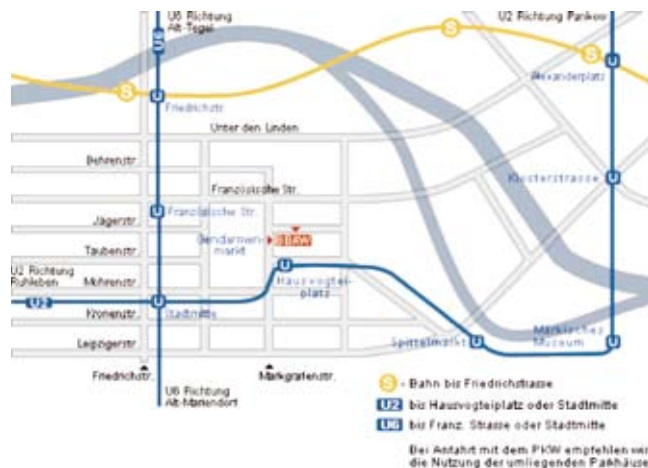 U6 Richtung
Alt-Tegel
U6
U2 Richtung Pankow
S
S
S
U
Alexanderplatz
U
Friedrichstr.
Unter den Linden
Behrenstr.
U
Klosterstrasse
Französische Str.
U
Französische Str.
Jägerstr.
Gendarmen-
markt
BBAW
Taubenstr.
U2 Richtung
Ruhleben
Mohrenstr.
U
Hausvogtei-
platz
U2
U
Stadtmitte
Kronenstr.
Leipzigerstr.
Spittelmarkt
U
Märkisches
Museum
U
Friedrichstr.
Markgrafenstr.
U6 Richtung
Alt-Mariendorf
S - Bahn bis Friedrichstrasse
U2 bis Hausvogteiplatz oder Stadtmitte
U6 bis Franz. Strasse oder Stadtmitte
Bei Anfahrt mit dem PKW empfehlen wir
die Nutzung der umliegenden Parkhäuse